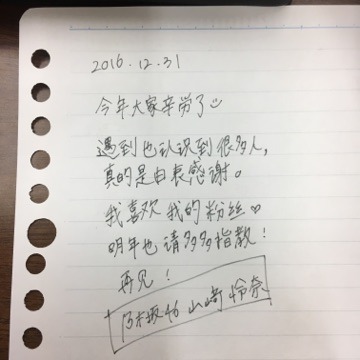 2016.12.31
今年大家辛劳了
遇到也认识到很多人,
真的是由衷感谢。
我喜欢 我的粉丝♡
明年也 请多多指教!
再见!
乃木坂46 山崎 怜奈